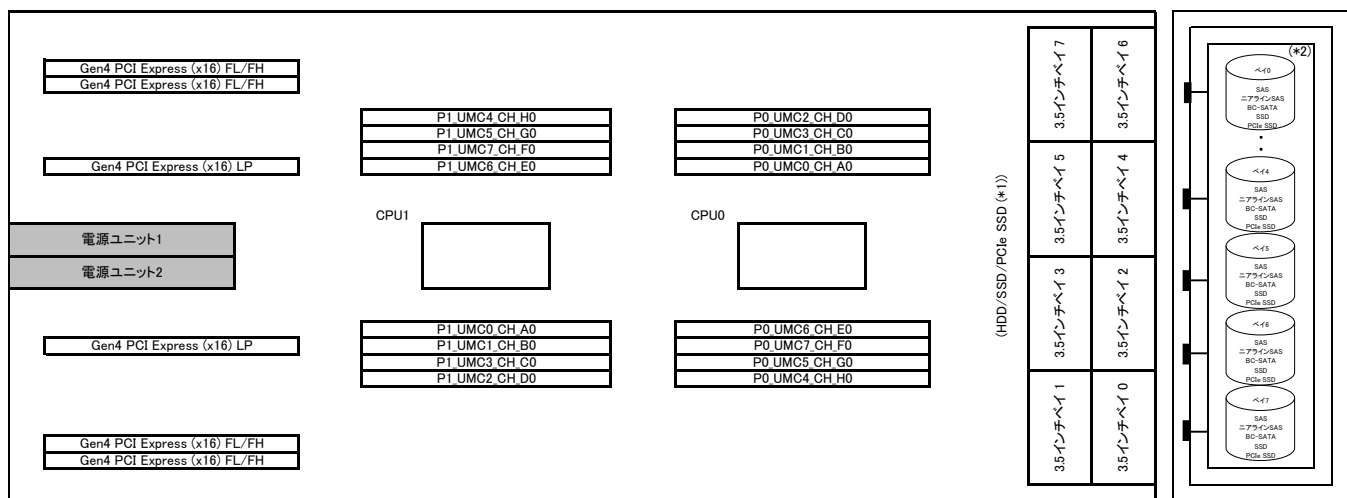 Gen4 PCI Express (x16) FL/FH
Gen4 PCI Express (x16) FL/FH
Gen4 PCI Express (x16) LP
電源ユニット1
電源ユニット2
Gen4 PCI Express (x16) LP
Gen4 PCI Express (x16) FL/FH
Gen4 PCI Express (x16) FL/FH
P1_UMC4_CH_H0
P1_UMC5_CH_G0
P1_UMC7_CH_F0
P1_UMC6_CH_E0
CPU1
P1_UMC0_CH_A0
P1_UMC1_CH_B0
P1_UMC3_CH_C0
P1_UMC2_CH_D0
P0_UMC2_CH_D0
P0_UMC3_CH_C0
P0_UMC1_CH_B0
P0_UMC0_CH_A0
CPU0
P0_UMC6_CH_E0
P0_UMC7_CH_F0
P0_UMC5_CH_G0
P0_UMC4_CH_H0
(HDD/SSD/PCIe SSD (*1))
3.5インチベイ 7
3.5インチベイ 6
3.5インチベイ 5
3.5インチベイ 4
3.5インチベイ 3
3.5インチベイ 2
3.5インチベイ 1
3.5インチベイ 0
(*2)
ベイ0
SAS
ニアラインSAS
BC-SATA
SSD
PCIe SSD
・
・
ベイ4
SAS
ニアラインSAS
BC-SATA
SSD
PCIe SSD
ベイ5
SAS
ニアラインSAS
BC-SATA
SSD
PCIe SSD
ベイ6
SAS
ニアラインSAS
BC-SATA
SSD
PCIe SSD
ベイ7
SAS
ニアラインSAS
BC-SATA
SSD
PCIe SSD